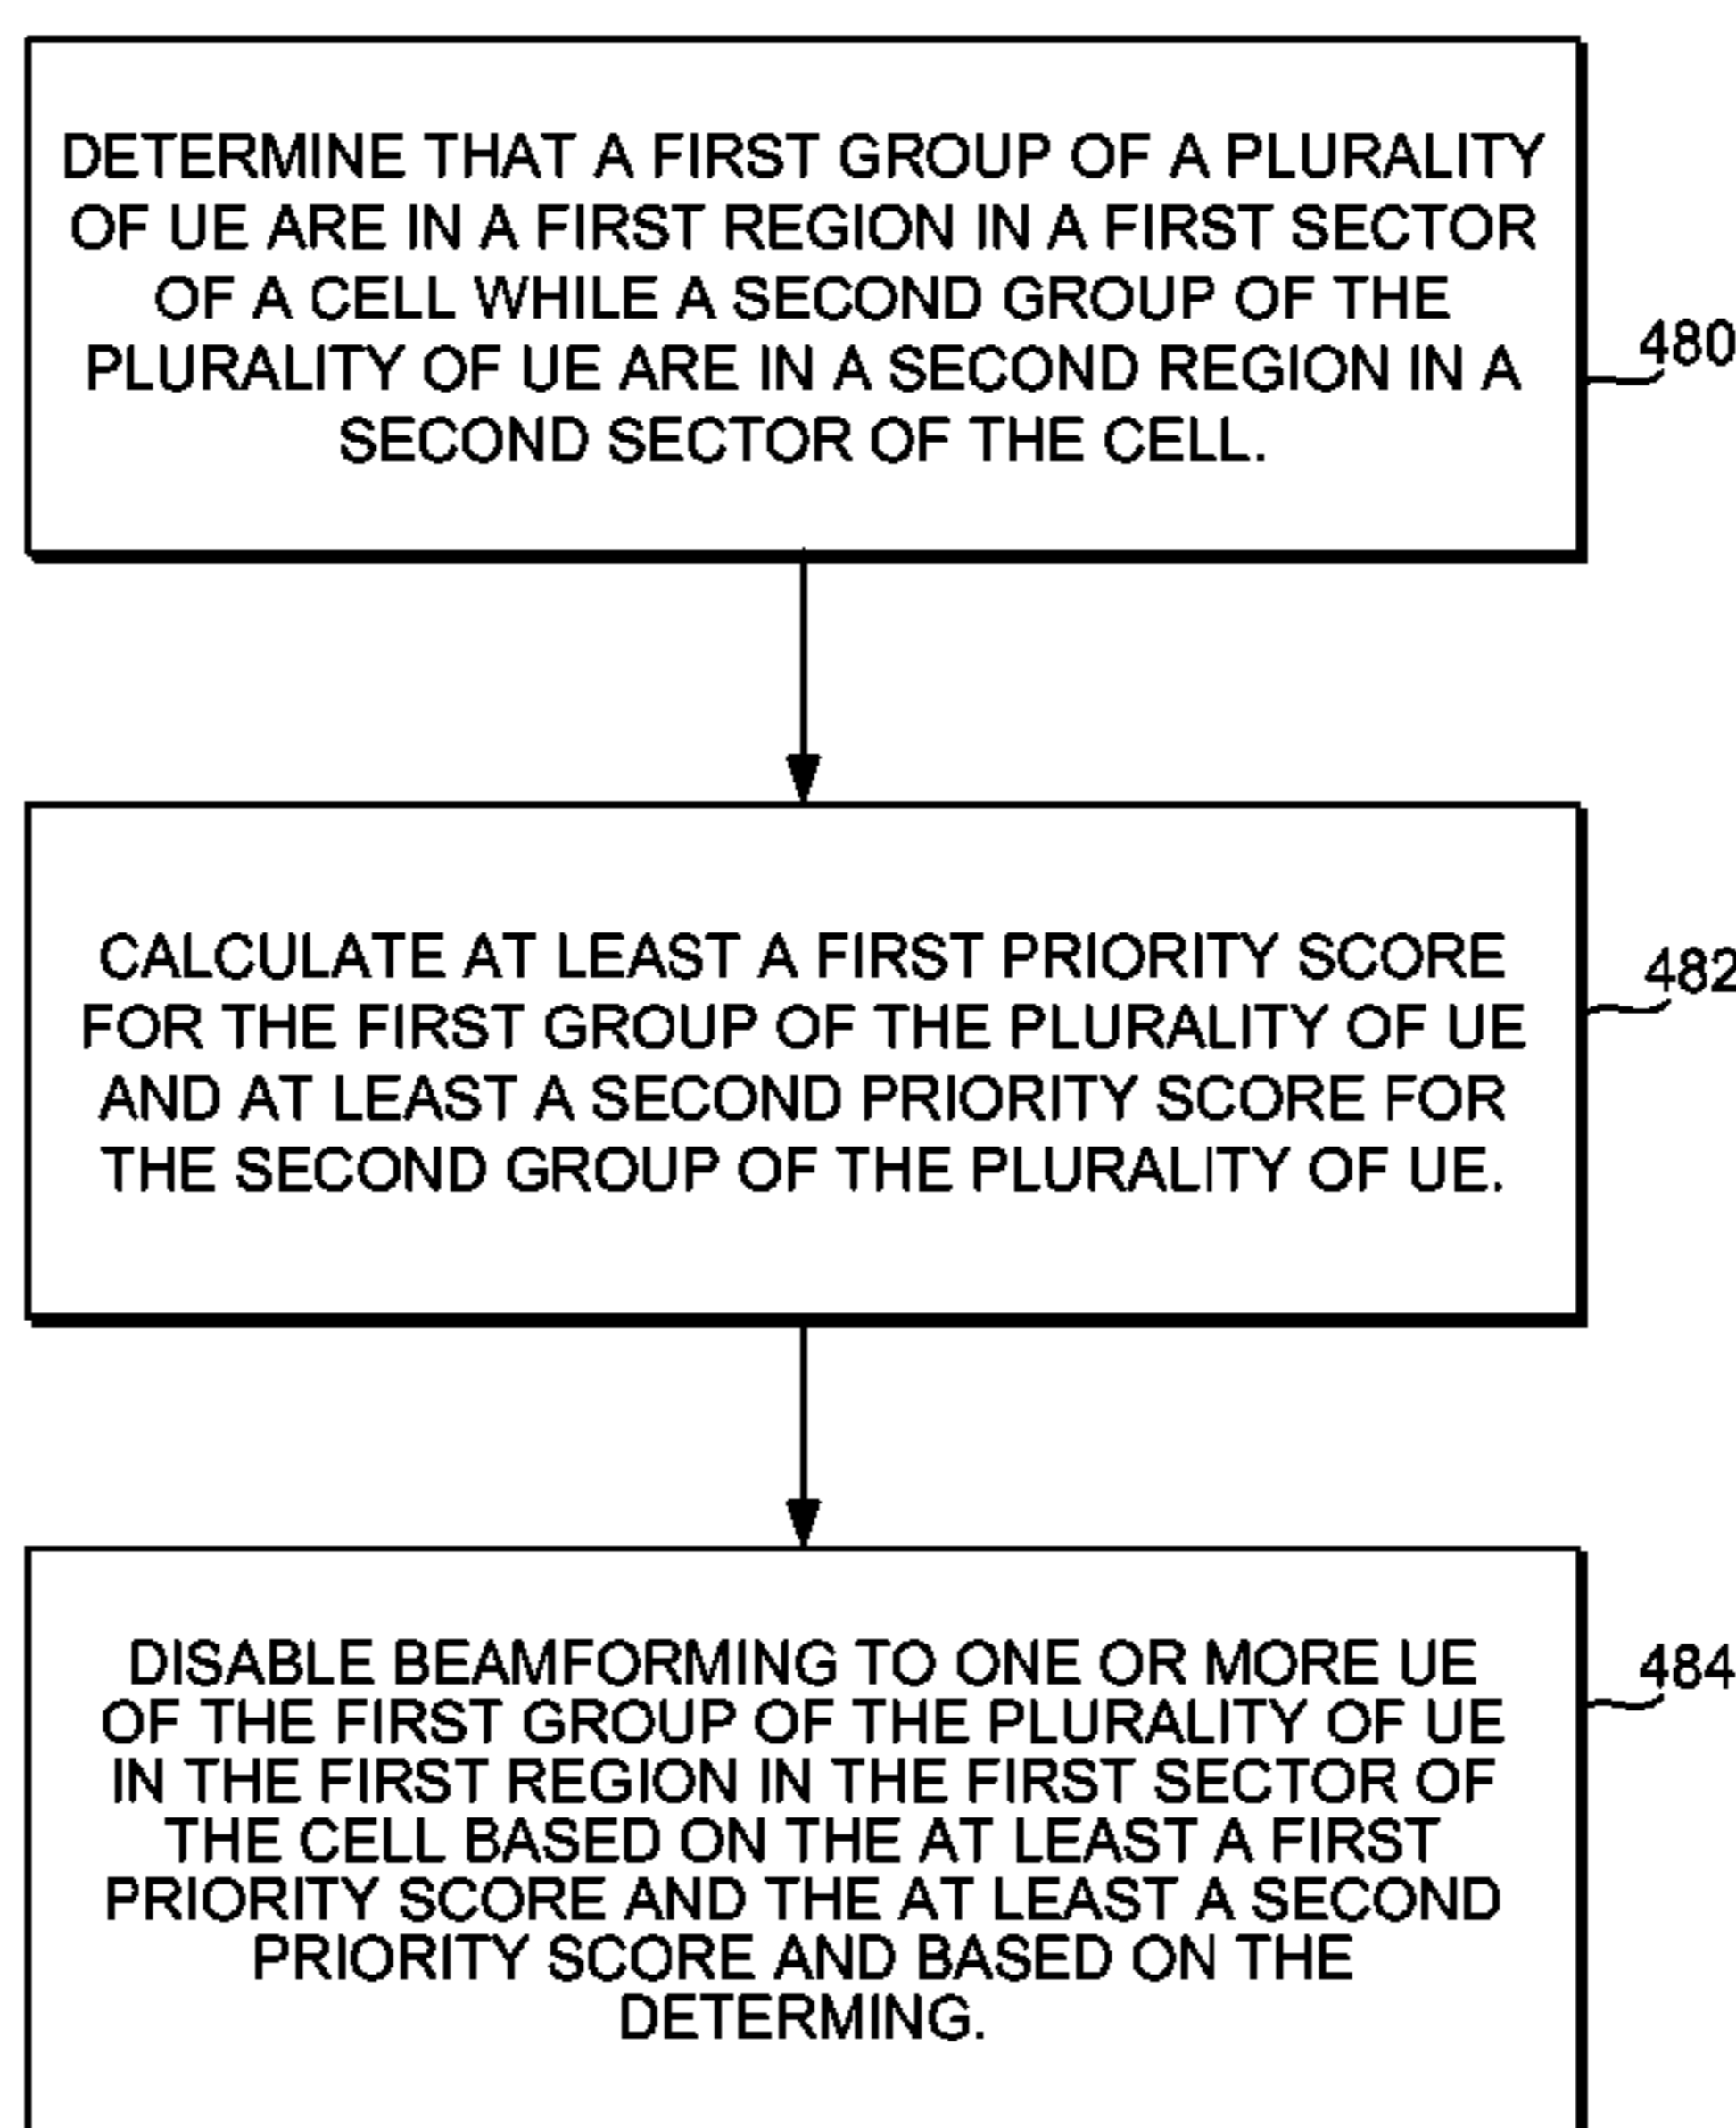 DETERMINE THAT A FIRST GROUP OF A PLURALITY
OF UE ARE IN A FIRST REGION IN A FIRST SECTOR
OF A CELL WHILE A SECOND GROUP OF THE
PLURALITY OF UE ARE IN A SECOND REGION IN A
SECOND SECTOR OF THE CELL.
480
CALCULATE AT LEAST A FIRST PRIORITY SCORE
FOR THE FIRST GROUP OF THE PLURALITY OF UE
AND AT LEAST A SECOND PRIORITY SCORE FOR
THE SECOND GROUP OF THE PLURALITY OF UE.
482
DISABLE BEAMFORMING TO ONE OR MORE UE
OF THE FIRST GROUP OF THE PLURALITY OF UE
IN THE FIRST REGION IN THE FIRST SECTOR OF
THE CELL BASED ON THE AT LEAST A FIRST
PRIORITY SCORE AND THE AT LEAST A SECOND
PRIORITY SCORE AND BASED ON THE
DETERMING.
484